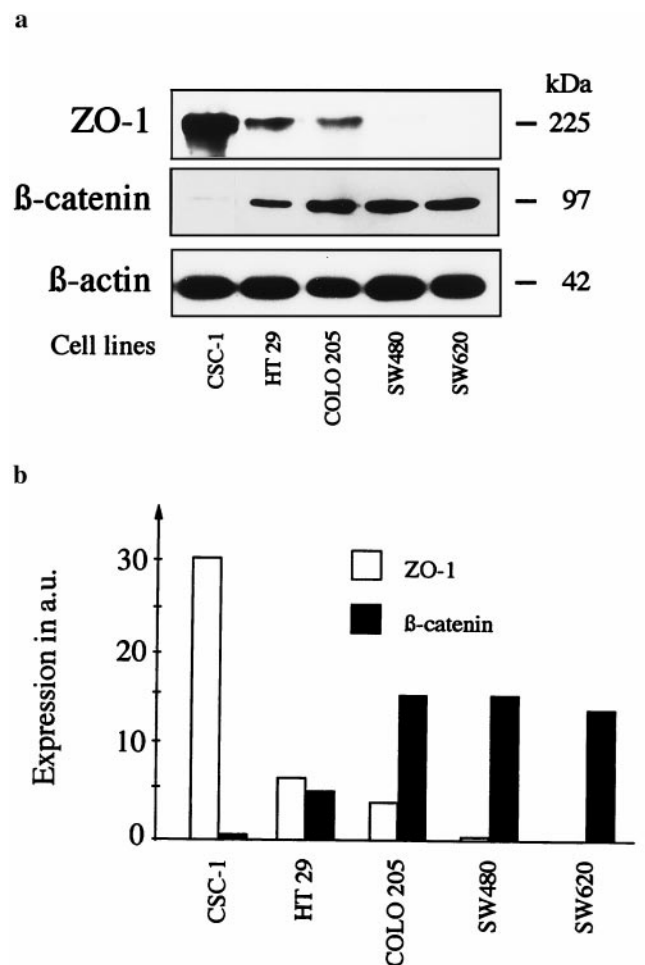 a
kDa
ZO-1 — 225
ß-catenin — 97
ß-actin — 42
Cell lines
CSC-1
HT 29
COLO 205
SW480
SW620
b
Expression in a.u.
30
20
10
0
ZO-1
ß-catenin
CSC-1
HT 29
COLO 205
SW480
SW620